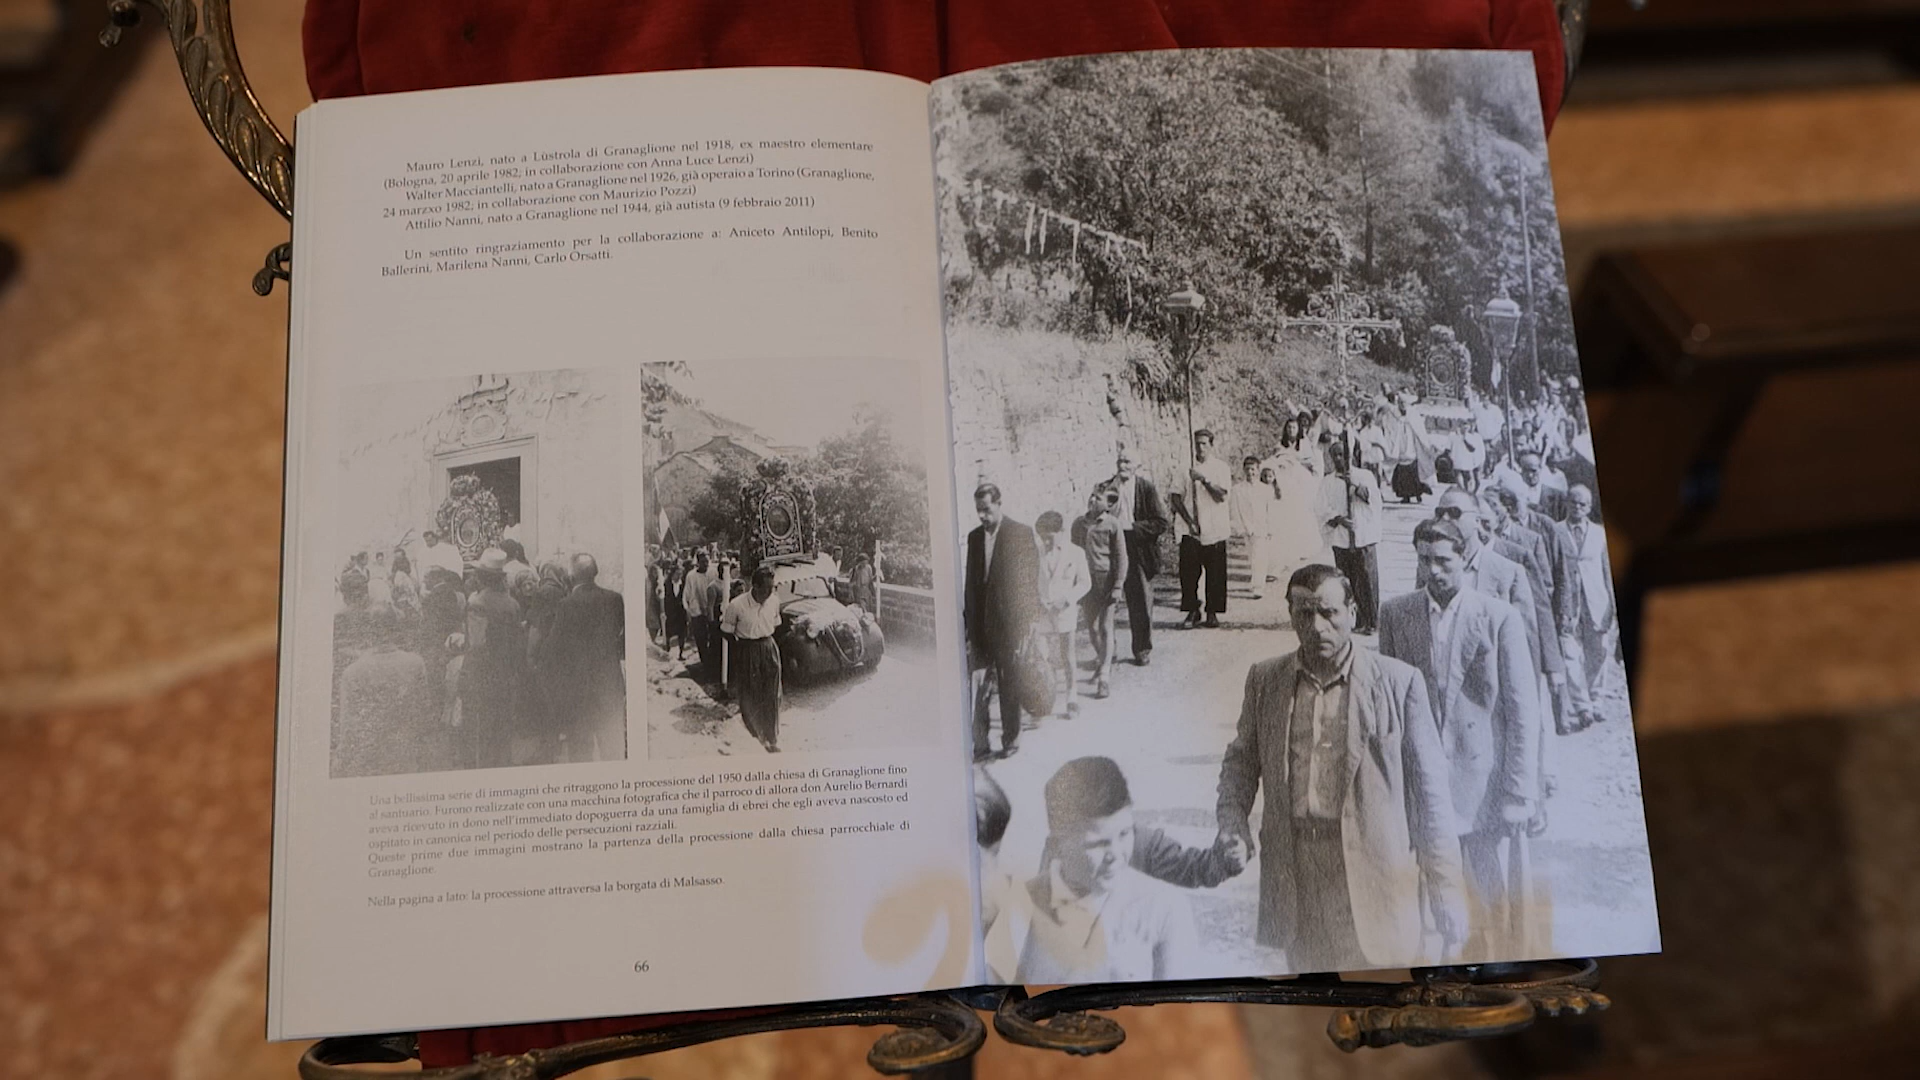 Mauro Lenzi, nato a Lùstrola di Granaglione nel 1918, ex maestro elementare
(Bologna, 20 aprile 1982; in collaborazione con Anna Luce Lenzi)
Walter Macciantelli, nato a Granaglione nel 1926, già operaio a Torino (Granaglione,
24 marzxo 1982; in collaborazione con Maurizio Pozzi)
Attilio Nanni, nato a Granaglione nel 1944, già autista (9 febbraio 2011)
Un sentito ringraziamento per la collaborazione a: Aniceto Antilopi, Benito
Ballerini, Marilena Nanni, Carlo Orsatti.
Una bellissima serie di immagini che ritraggono la processione del 1950 dalla chiesa di Granaglione fino
al santuario. Furono realizzate con una macchina fotografica che il parroco di allora don Aurelio Bernardi
aveva ricevuto in dono nell'immediato dopoguerra da una famiglia di ebrei che egli aveva nascosto ed
ospitato in canonica nel periodo delle persecuzioni razziali.
Queste prime due immagini mostrano la partenza della processione dalla chiesa parrocchiale di
Granaglione.
Nella pagina a lato: la processione attraversa la borgata di Malsasso.
66